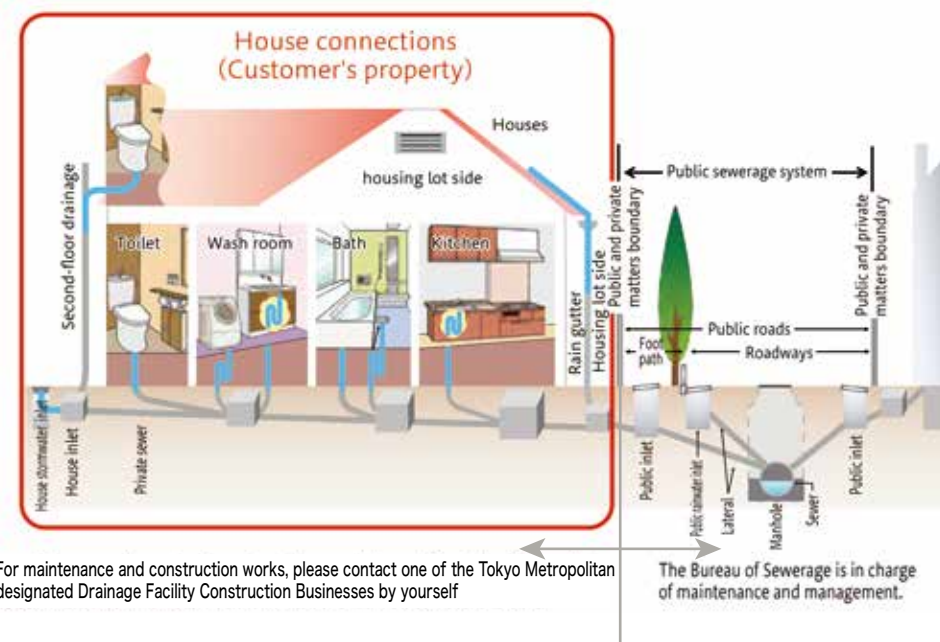 House connections
(Customer's property)
Houses
housing lot side
Public sewerage system
Second-floor drainage
Toilet
Wash room
Bath
Kitchen
Rain gutter
Housing lot side
Public and private
matters boundary
Public and private
matters boundary
Public roads
Foot
path
Roadways
House stormwater inlet
House inlet
Private sewer
Public inlet
Public rainwater inlet
Lateral
Manhole
Sewer
Public inlet
For maintenance and construction works, please contact one of the Tokyo Metropolitan
designated Drainage Facility Construction Businesses by yourself
The Bureau of Sewerage is in charge
of maintenance and management.